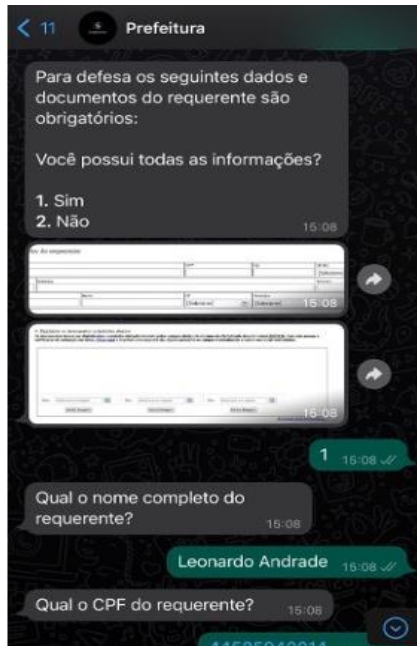 11
Prefeitura
Para defesa os seguintes dados e
documentos do requerente são
obrigatórios:
Você possui todas as informações?
1. Sim
2. Não
15:08
15:08
15:08
1 15:08
Qual o nome completo do
requerente?
15:08
Leonardo Andrade 15:08
Qual o CPF do requerente? 15:08